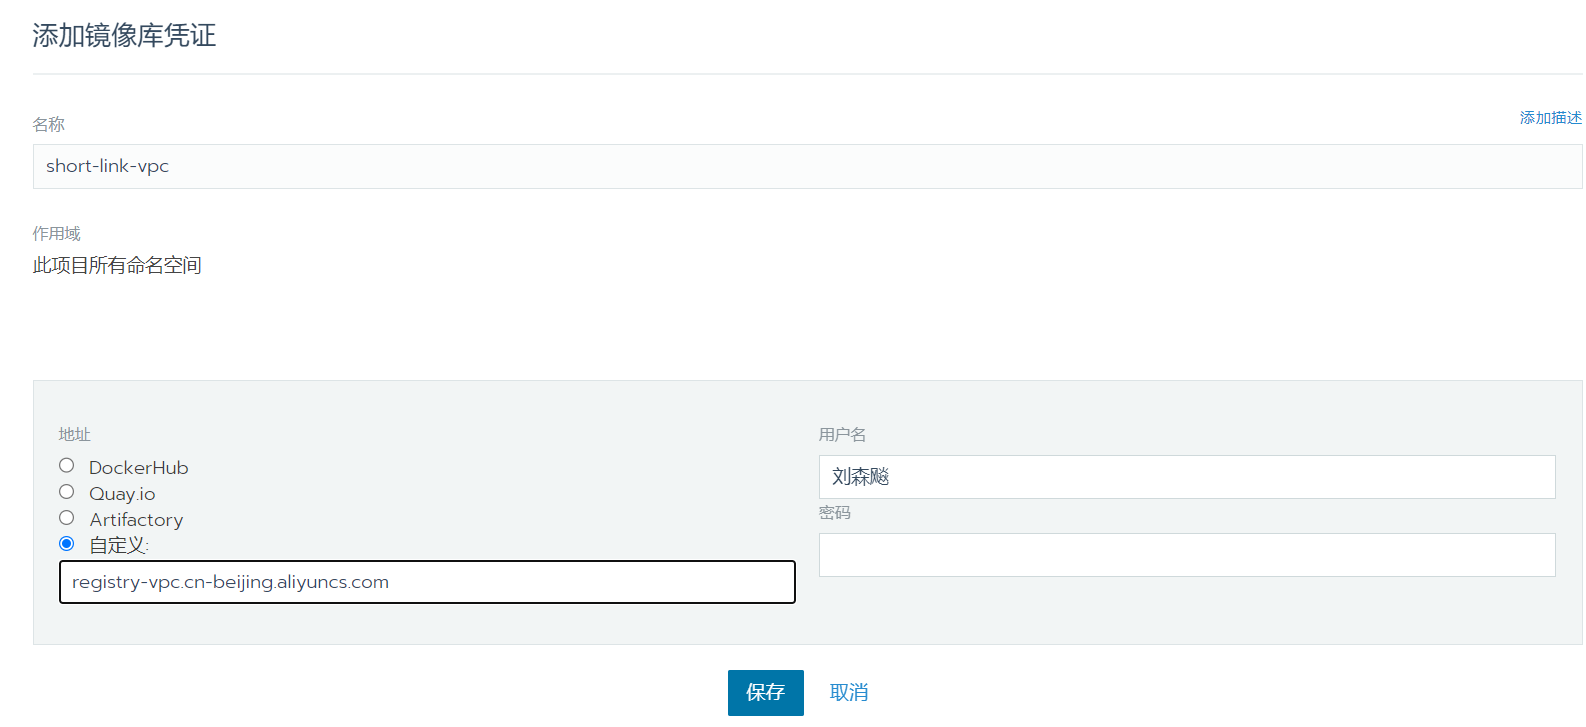 添加镜像库凭证
名称
添加描述
short-link-vpc
作用域
此项目所有命名空间
地址
DockerHub
Quay.io
Artifactory
自定义:
registry-vpc.cn-beijing.aliyuncs.com
用户名
刘森飚
密码
保存
取消